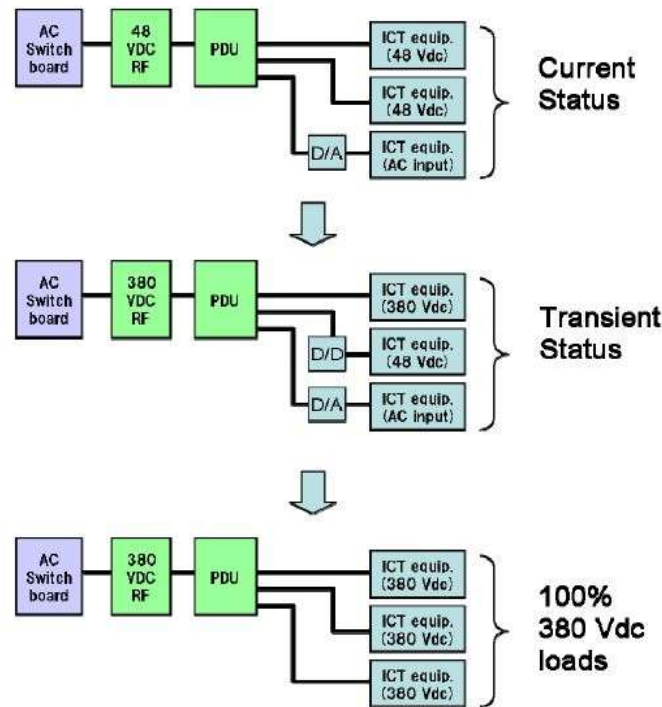 AC
Switch
board
48
VDC
RF
PDU
ICT equip.
(48 Vdc)
ICT equip.
(48 Vdc)
D/A
ICT equip.
(AC input)
Current
Status
AC
Switch
board
380
VDC
RF
PDU
ICT equip.
(380 Vdc)
D/D
ICT equip.
(48 Vdc)
D/A
ICT equip.
(AC input)
Transient
Status
AC
Switch
board
380
VDC
RF
PDU
ICT equip.
(380 Vdc)
ICT equip.
(380 Vdc)
ICT equip.
(380 Vdc)
100%
380 Vdc
loads